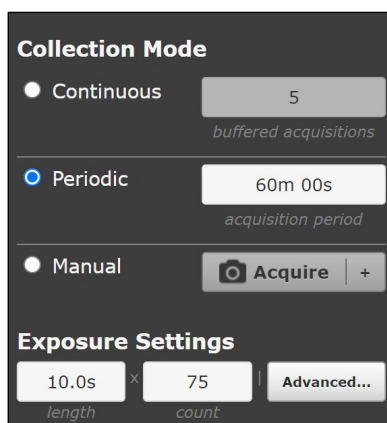 Collection Mode
Continuous
5
buffered acquisitions
Periodic
60m 00s
acquisition period
Manual
Acquire | +
Exposure Settings
10.0s x 75 | Advanced...
length count